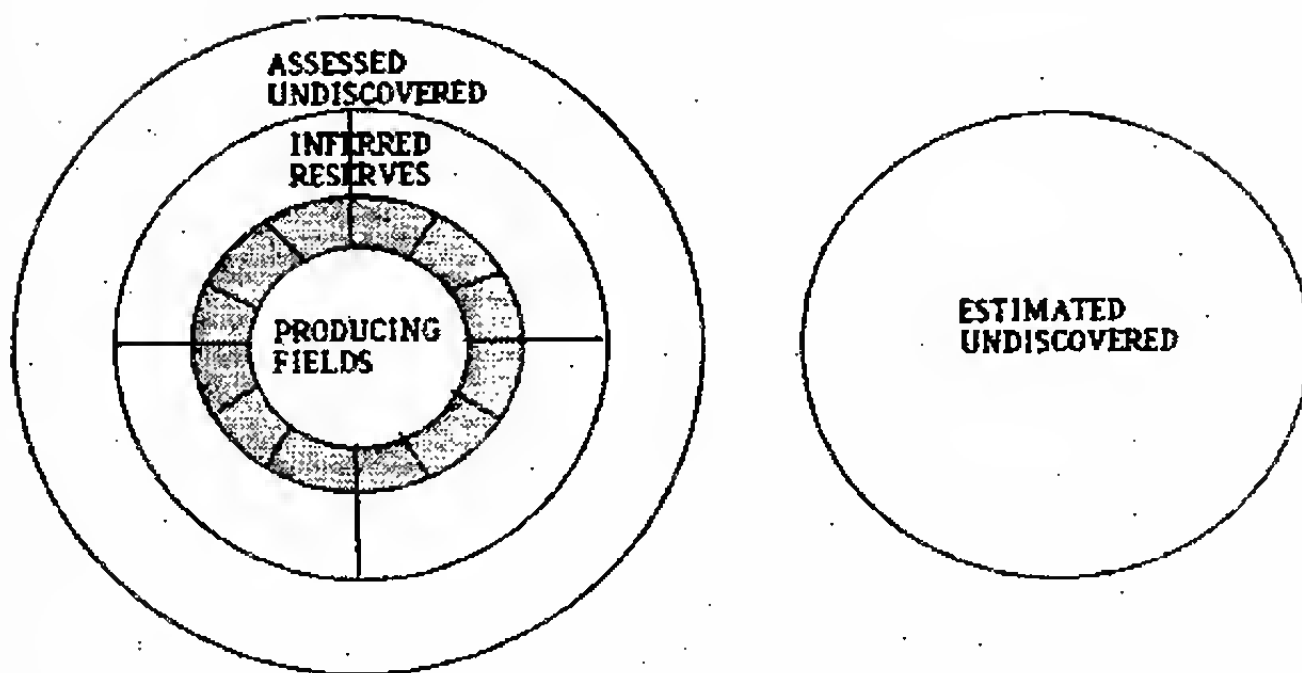 ASSESSED
UNDISCOVERED
INFERRED
RESERVES
PRODUCING
FIELDS
ESTIMATED
UNDISCOVERED